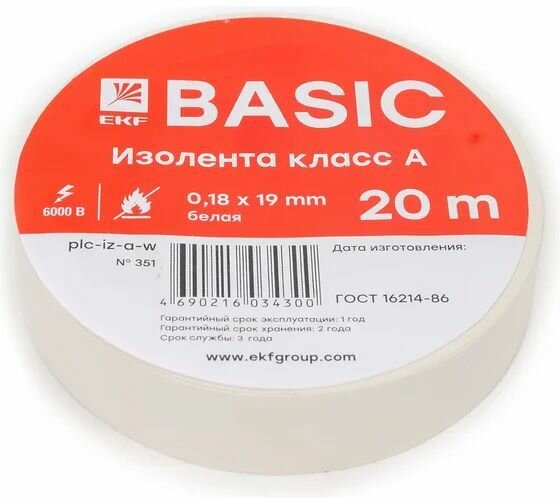 BASIC
EKF
Изолента класс А
6000 В
0,18 x 19 mm
белая
20 m
plc-iz-a-w
№ 351
Дата изготовления:
4 690216 034300
ГОСТ 16214-86
Гарантийный срок эксплуатации: 1 год
Гарантийный срок хранения: 2 года
Срок службы: 3 года
www.ekfgroup.com